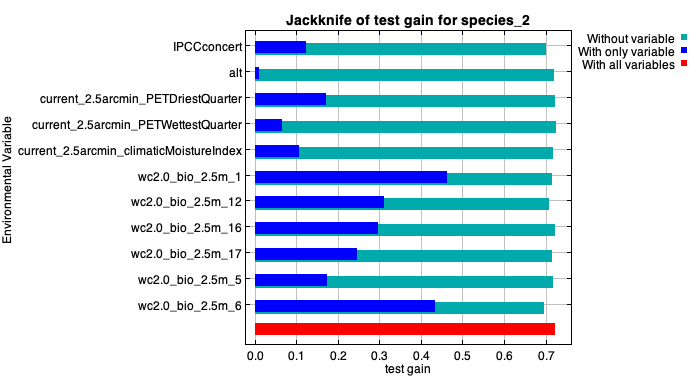 Jackknife of test gain for species_2
Without variable
With only variable
With all variables
Environmental Variable
IPCCconcert
alt
current_2.5arcmin_PETDriestQuarter
current_2.5arcmin_PETWettestQuarter
current_2.5arcmin_climaticMoistureIndex
wc2.0_bio_2.5m_1
wc2.0_bio_2.5m_12
wc2.0_bio_2.5m_16
wc2.0_bio_2.5m_17
wc2.0_bio_2.5m_5
wc2.0_bio_2.5m_6
0.0 0.1 0.2 0.3 0.4 0.5 0.6 0.7
test gain